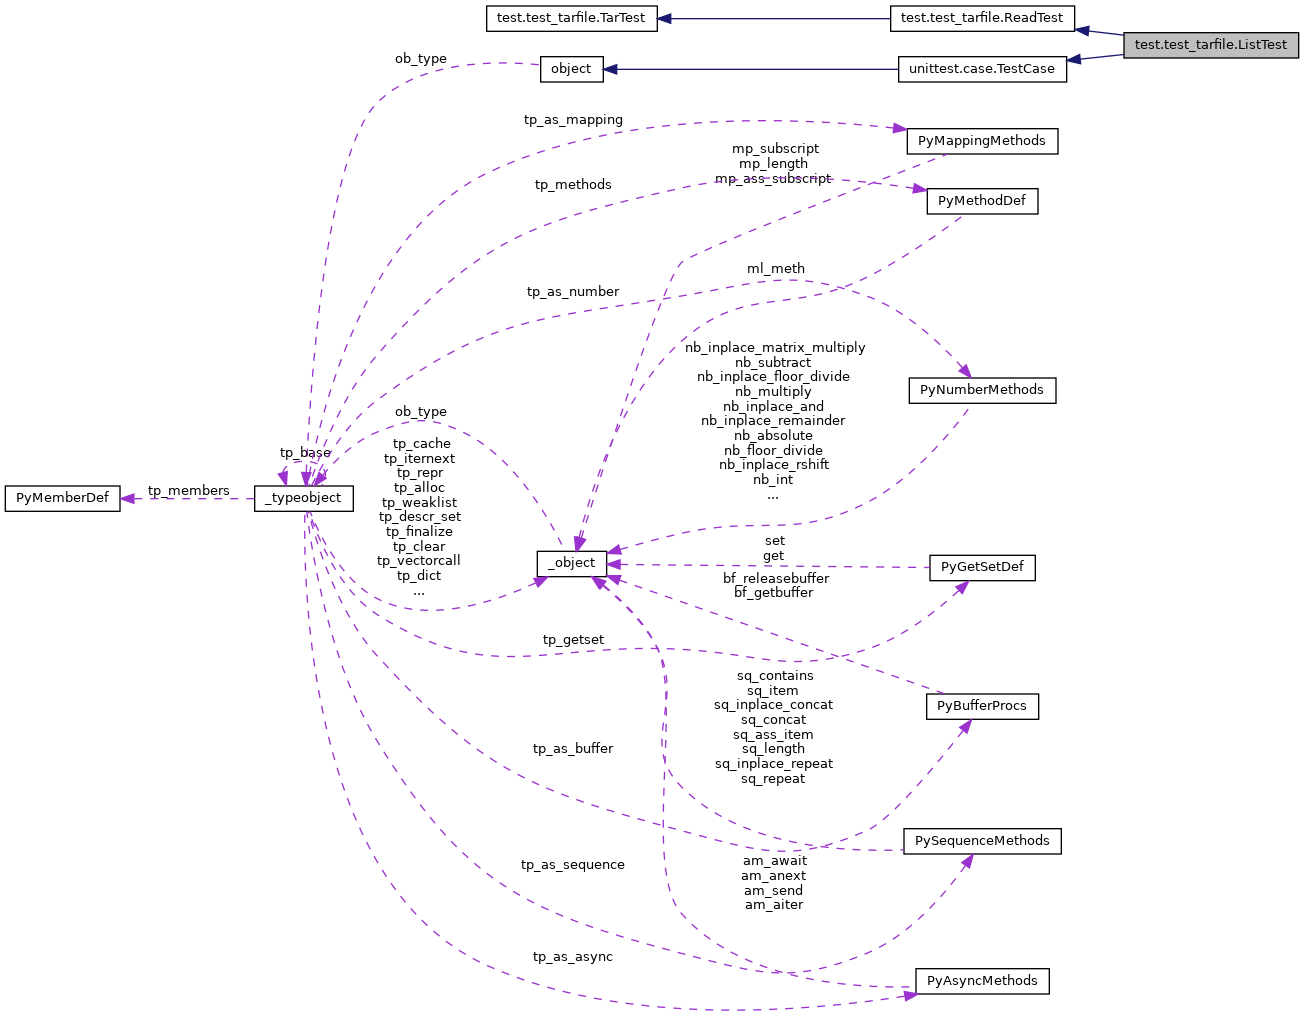 test.test_tarfile.TarTest
test.test_tarfile.ReadTest
test.test_tarfile.ListTest
ob_type
object
unittest.case.TestCase
tp_as_mapping
PyMappingMethods
mp_subscript
mp_length
mp_ass_subscript
tp_methods
PyMethodDef
ml_meth
tp_as_number
nb_inplace_matrix_multiply
nb_subtract
nb_inplace_floor_divide
nb_multiply
nb_inplace_and
nb_inplace_remainder
nb_absolute
nb_floor_divide
nb_inplace_rshift
nb_int
...
PyNumberMethods
ob_type
tp_cache
tp_iternext
tp_repr
tp_alloc
tp_weaklist
tp_descr_set
tp_finalize
tp_clear
tp_vectorcall
tp_dict
...
tp_base
PyMemberDef
tp_members
_typeobject
_object
set
get
PyGetSetDef
bf_releasebuffer
bf_getbuffer
tp_getset
sq_contains
sq_item
sq_inplace_concat
sq_concat
sq_ass_item
sq_length
sq_inplace_repeat
sq_repeat
PyBufferProcs
tp_as_buffer
PySequenceMethods
tp_as_sequence
am_await
am_anext
am_send
am_aiter
tp_as_async
PyAsyncMethods